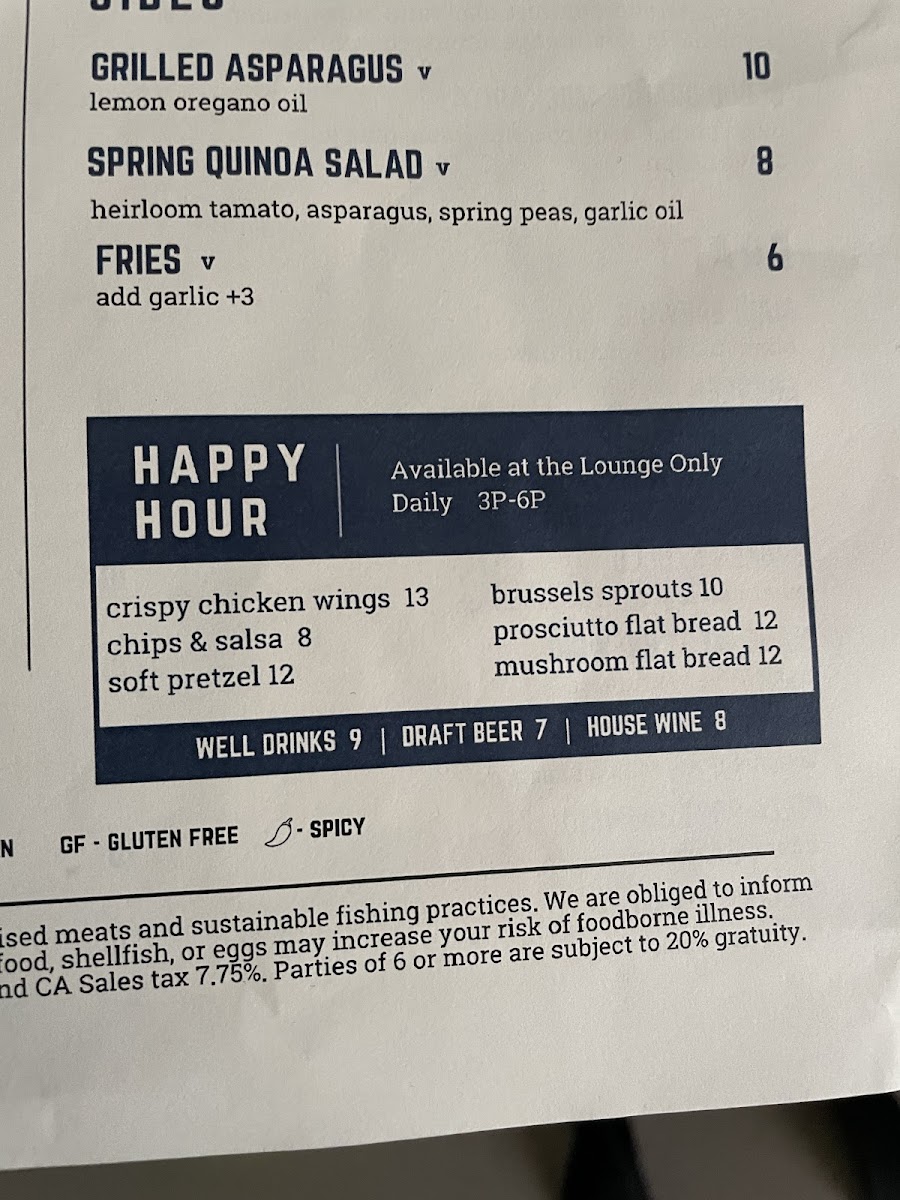 SIDES
GRILLED ASPARAGUS v 10
lemon oregano oil
SPRING QUINOA SALAD v 8
heirloom tamato, asparagus, spring peas, garlic oil
FRIES v 6
add garlic +3
HAPPY
HOUR
Available at the Lounge Only
Daily 3P-6P
crispy chicken wings 13
chips & salsa 8
soft pretzel 12
brussels sprouts 10
prosciutto flat bread 12
mushroom flat bread 12
WELL DRINKS 9 | DRAFT BEER 7 | HOUSE WINE 8
N GF - GLUTEN FREE - SPICY
ised meats and sustainable fishing practices. We are obliged to inform
food, shellfish, or eggs may increase your risk of foodborne illness.
nd CA Sales tax 7.75%. Parties of 6 or more are subject to 20% gratuity.